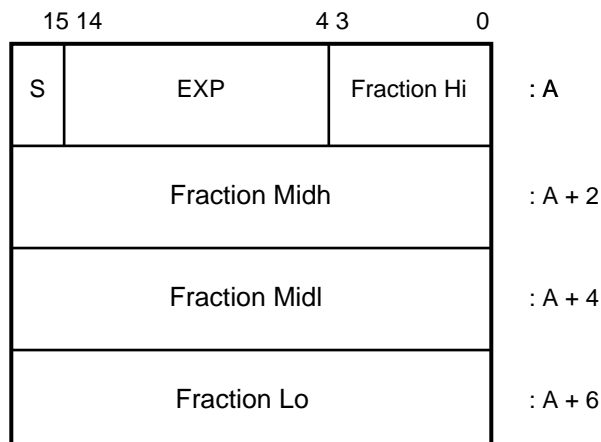 15 14 4 3 0
S EXP Fraction Hi : A
Fraction Midh : A + 2
Fraction Midl : A + 4
Fraction Lo : A + 6